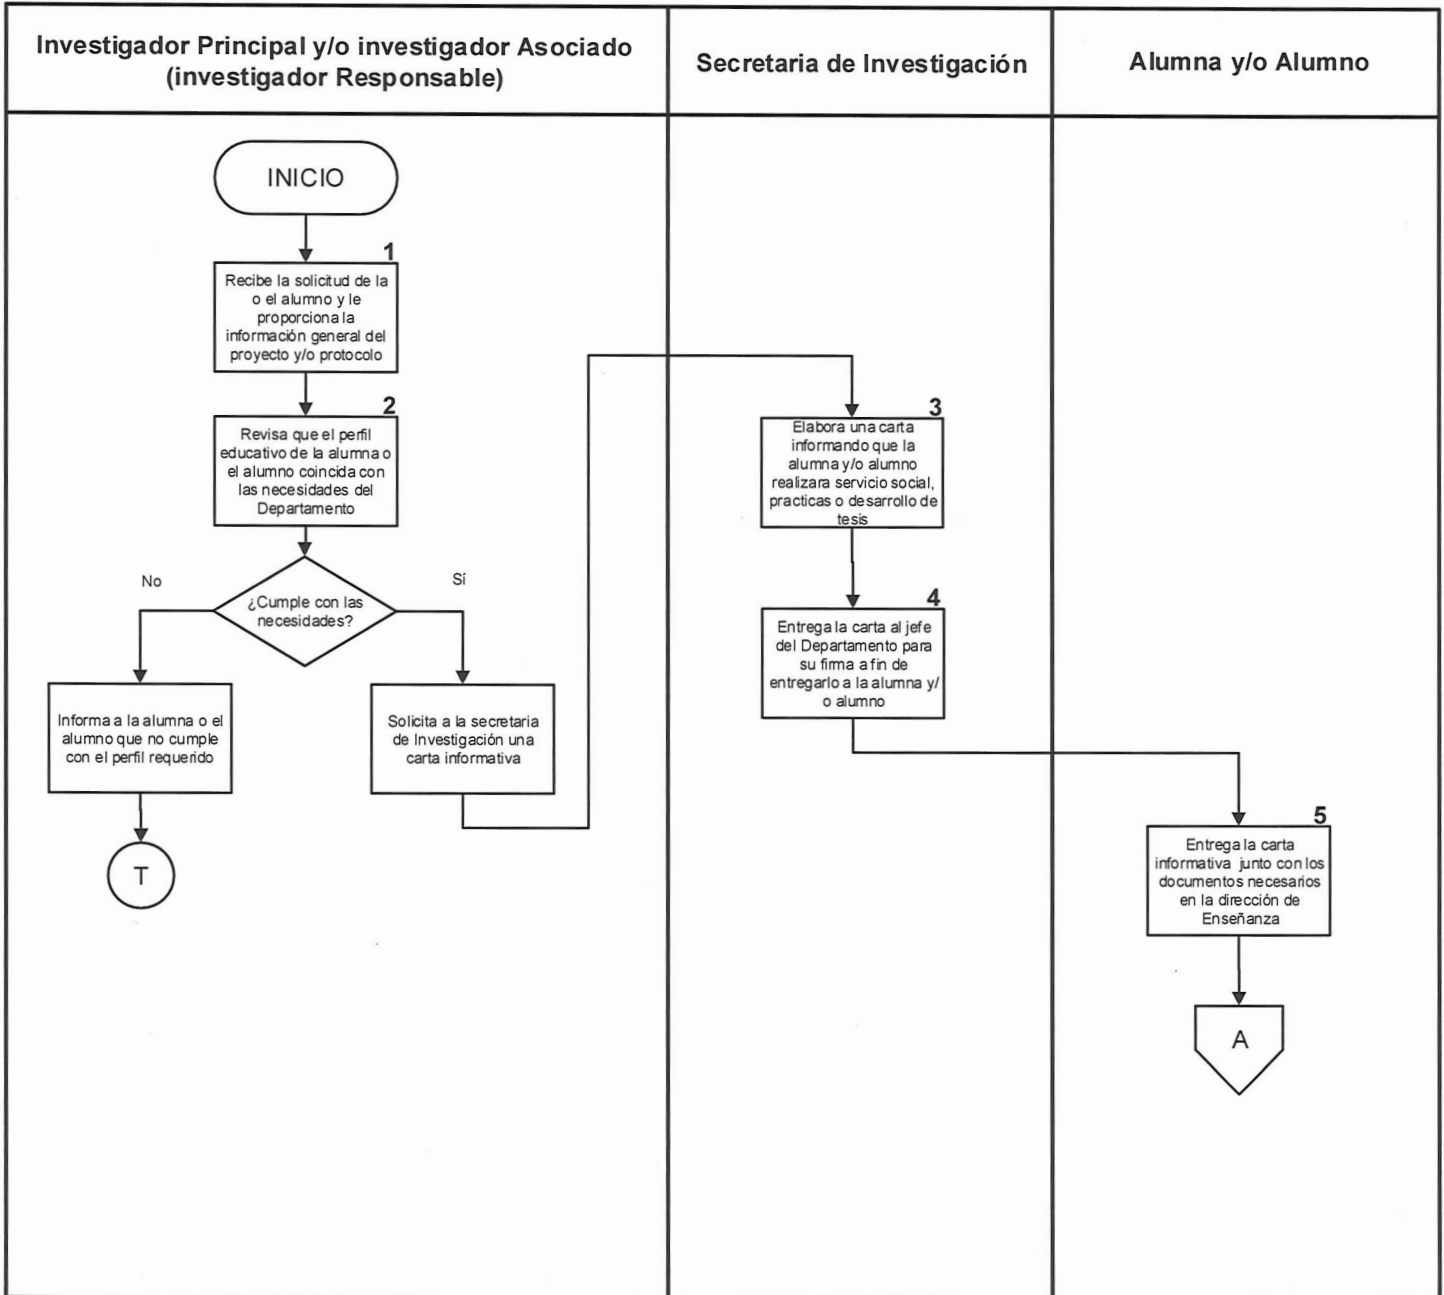 Investigador Principal y/o investigador Asociado
(investigador Responsable)
Secretaria de Investigación
Alumna y/o Alumno
INICIO
1
Recibe la solicitud de la
o el alumno y le
proporciona la
información general del
proyecto y/o protocolo
2
Revisa que el perfil
educativo de la alumna o
el alumno coincida con
las necesidades del
Departamento
¿Cumple con las
necesidades?
No
Sí
Informa a la alumna o el
alumno que no cumple
con el perfil requerido
T
Solicita a la secretaria
de Investigación una
carta informativa
3
Elabora una carta
informando que la
alumna y/o alumno
realizara servicio social,
practicas o desarrollo de
tesis
4
Entrega la carta al jefe
del Departamento para
su firma a fin de
entregarlo a la alumna y/
o alumno
5
Entrega la carta
informativa junto con los
documentos necesarios
en la dirección de
Enseñanza
A